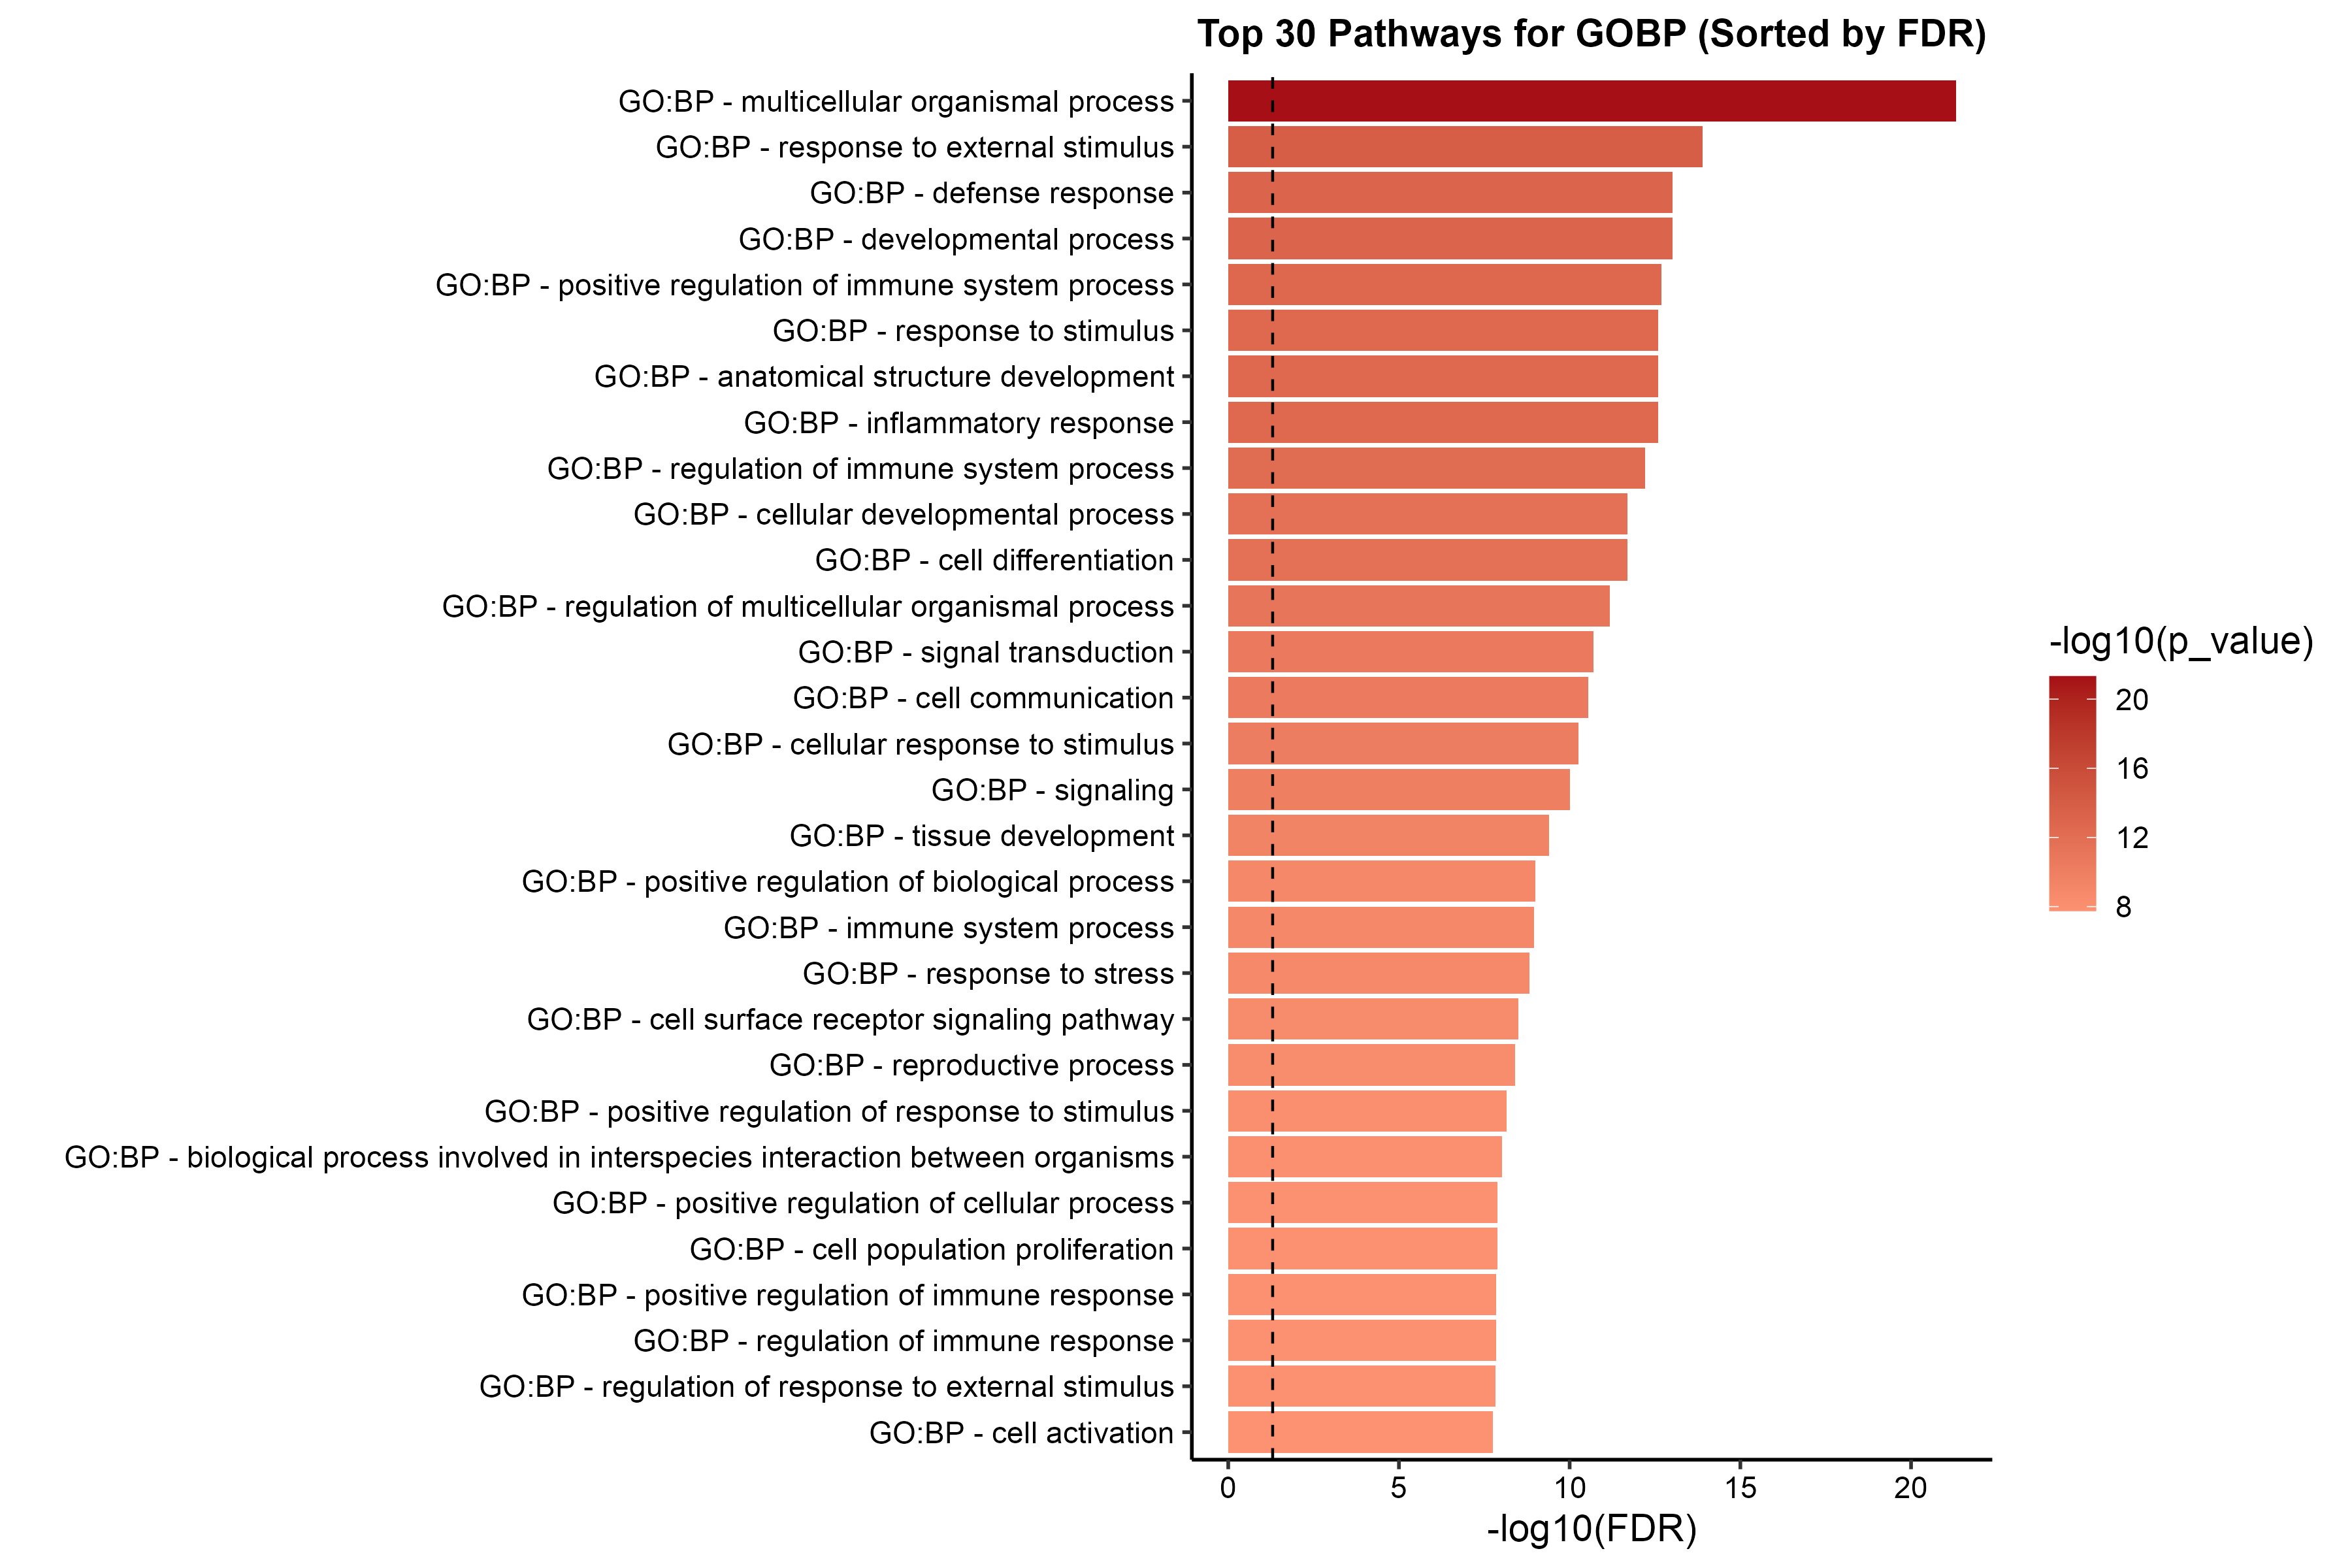 Top 30 Pathways for GOBP (Sorted by FDR)
GO:BP - multicellular organismal process
GO:BP - response to external stimulus
GO:BP - defense response
GO:BP - developmental process
GO:BP - positive regulation of immune system process
GO:BP - response to stimulus
GO:BP - anatomical structure development
GO:BP - inflammatory response
GO:BP - regulation of immune system process
GO:BP - cellular developmental process
GO:BP - cell differentiation
GO:BP - regulation of multicellular organismal process
GO:BP - signal transduction
GO:BP - cell communication
GO:BP - cellular response to stimulus
GO:BP - signaling
GO:BP - tissue development
GO:BP - positive regulation of biological process
GO:BP - immune system process
GO:BP - response to stress
GO:BP - cell surface receptor signaling pathway
GO:BP - reproductive process
GO:BP - positive regulation of response to stimulus
GO:BP - biological process involved in interspecies interaction between organisms
GO:BP - positive regulation of cellular process
GO:BP - cell population proliferation
GO:BP - positive regulation of immune response
GO:BP - regulation of immune response
GO:BP - regulation of response to external stimulus
GO:BP - cell activation
0 5 10 15 20
-log10(FDR)
-log10(p_value)
20
16
12
8